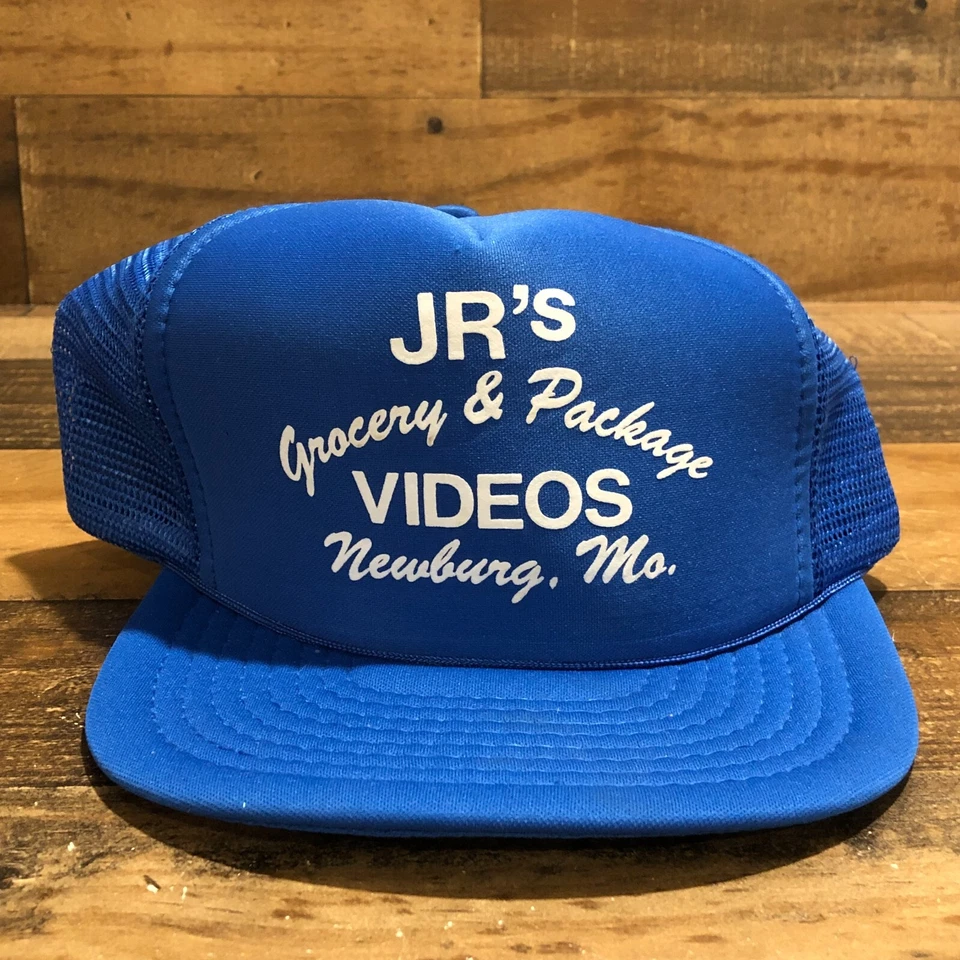 JR's
Grocery & Package
VIDEOS
Newburg, Mo.